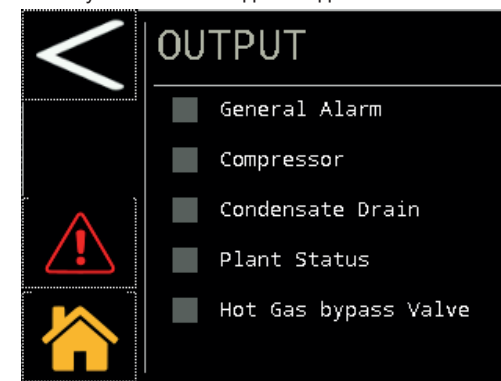 OUTPUT
General Alarm
Compressor
Condensate Drain
Plant Status
Hot Gas bypass Valve